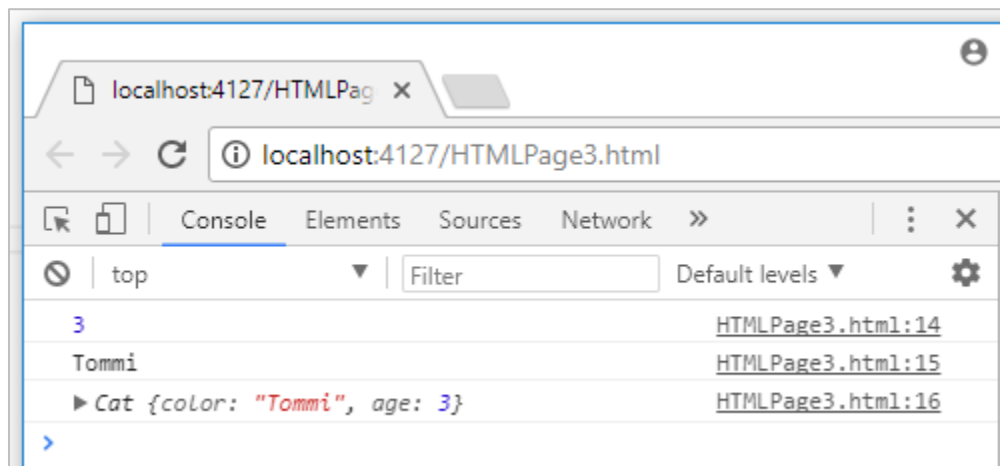 localhost:4127/HTMLPag
localhost:4127/HTMLPage3.html
Console Elements Sources Network »
top Filter Default levels
3 HTMLPage3.html:14
Tommi HTMLPage3.html:15
Cat {color: "Tommi", age: 3} HTMLPage3.html:16